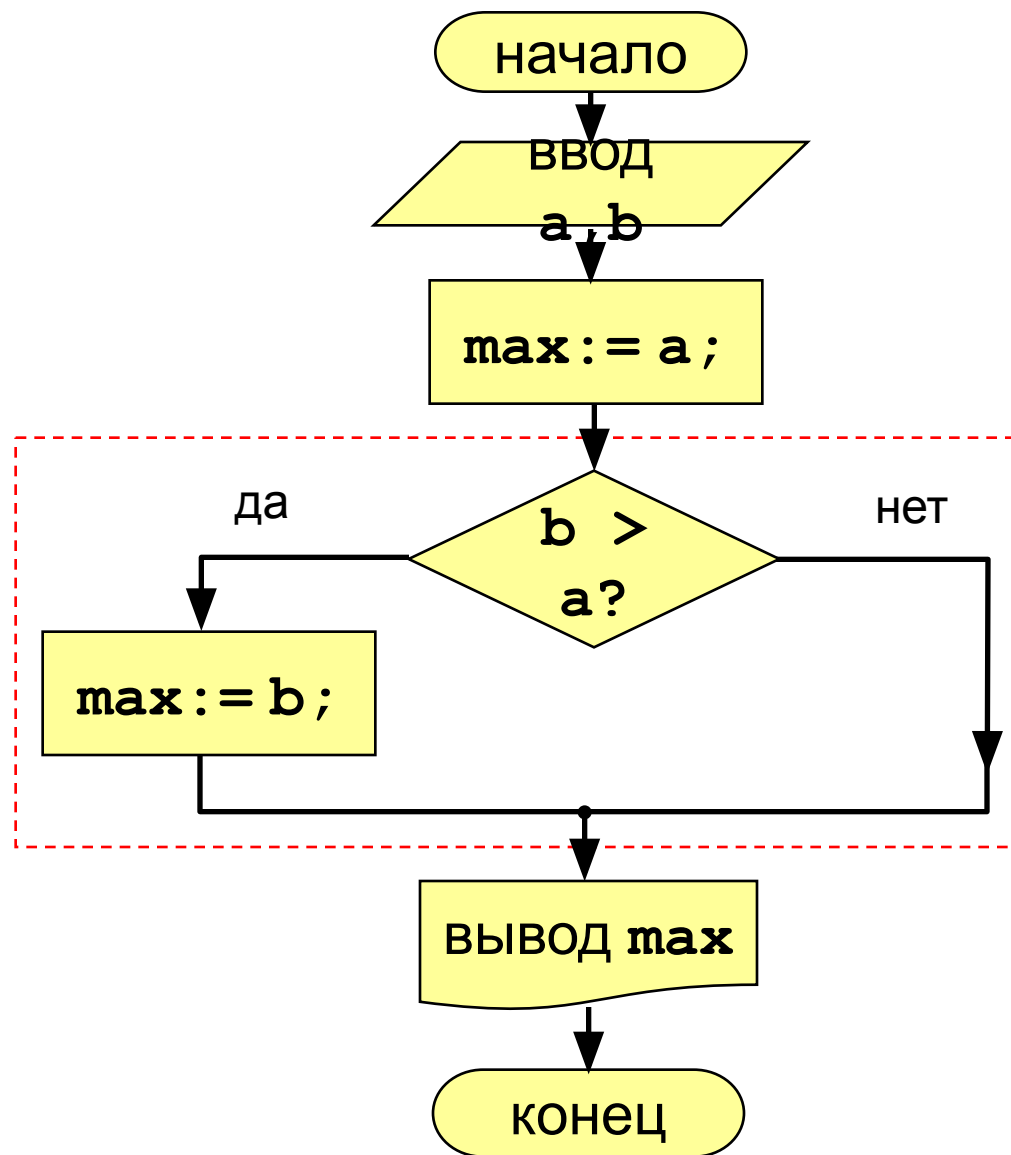 начало
ввод
a,b
max:= a;
да
нет
b >
a?
max:= b;
вывод max
конец